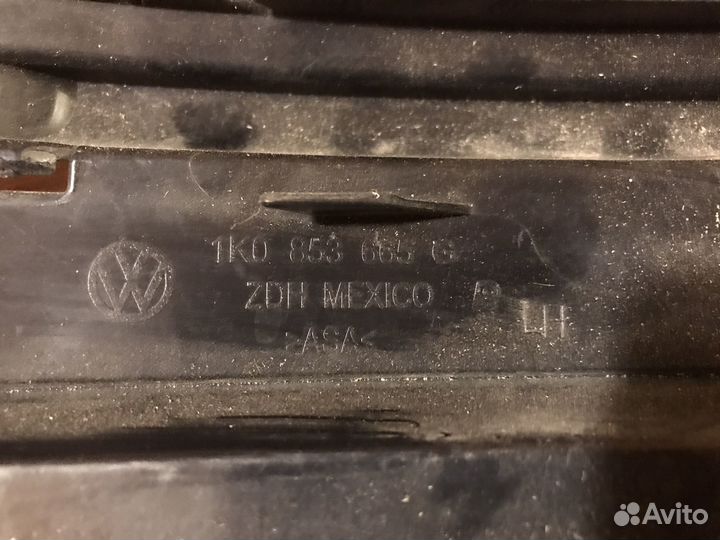 1K0 853 665 G
ZDH MEXICO
>ASA<
LH
Avito